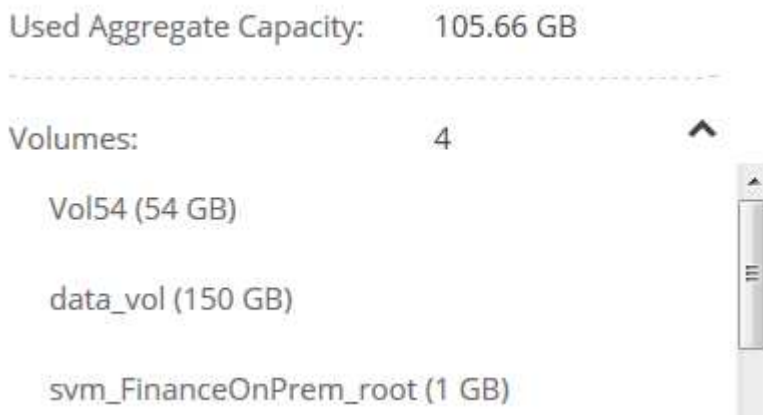 Used Aggregate Capacity: 105.66 GB
Volumes: 4
Vol54 (54 GB)
data_vol (150 GB)
svm_FinanceOnPrem_root (1 GB)